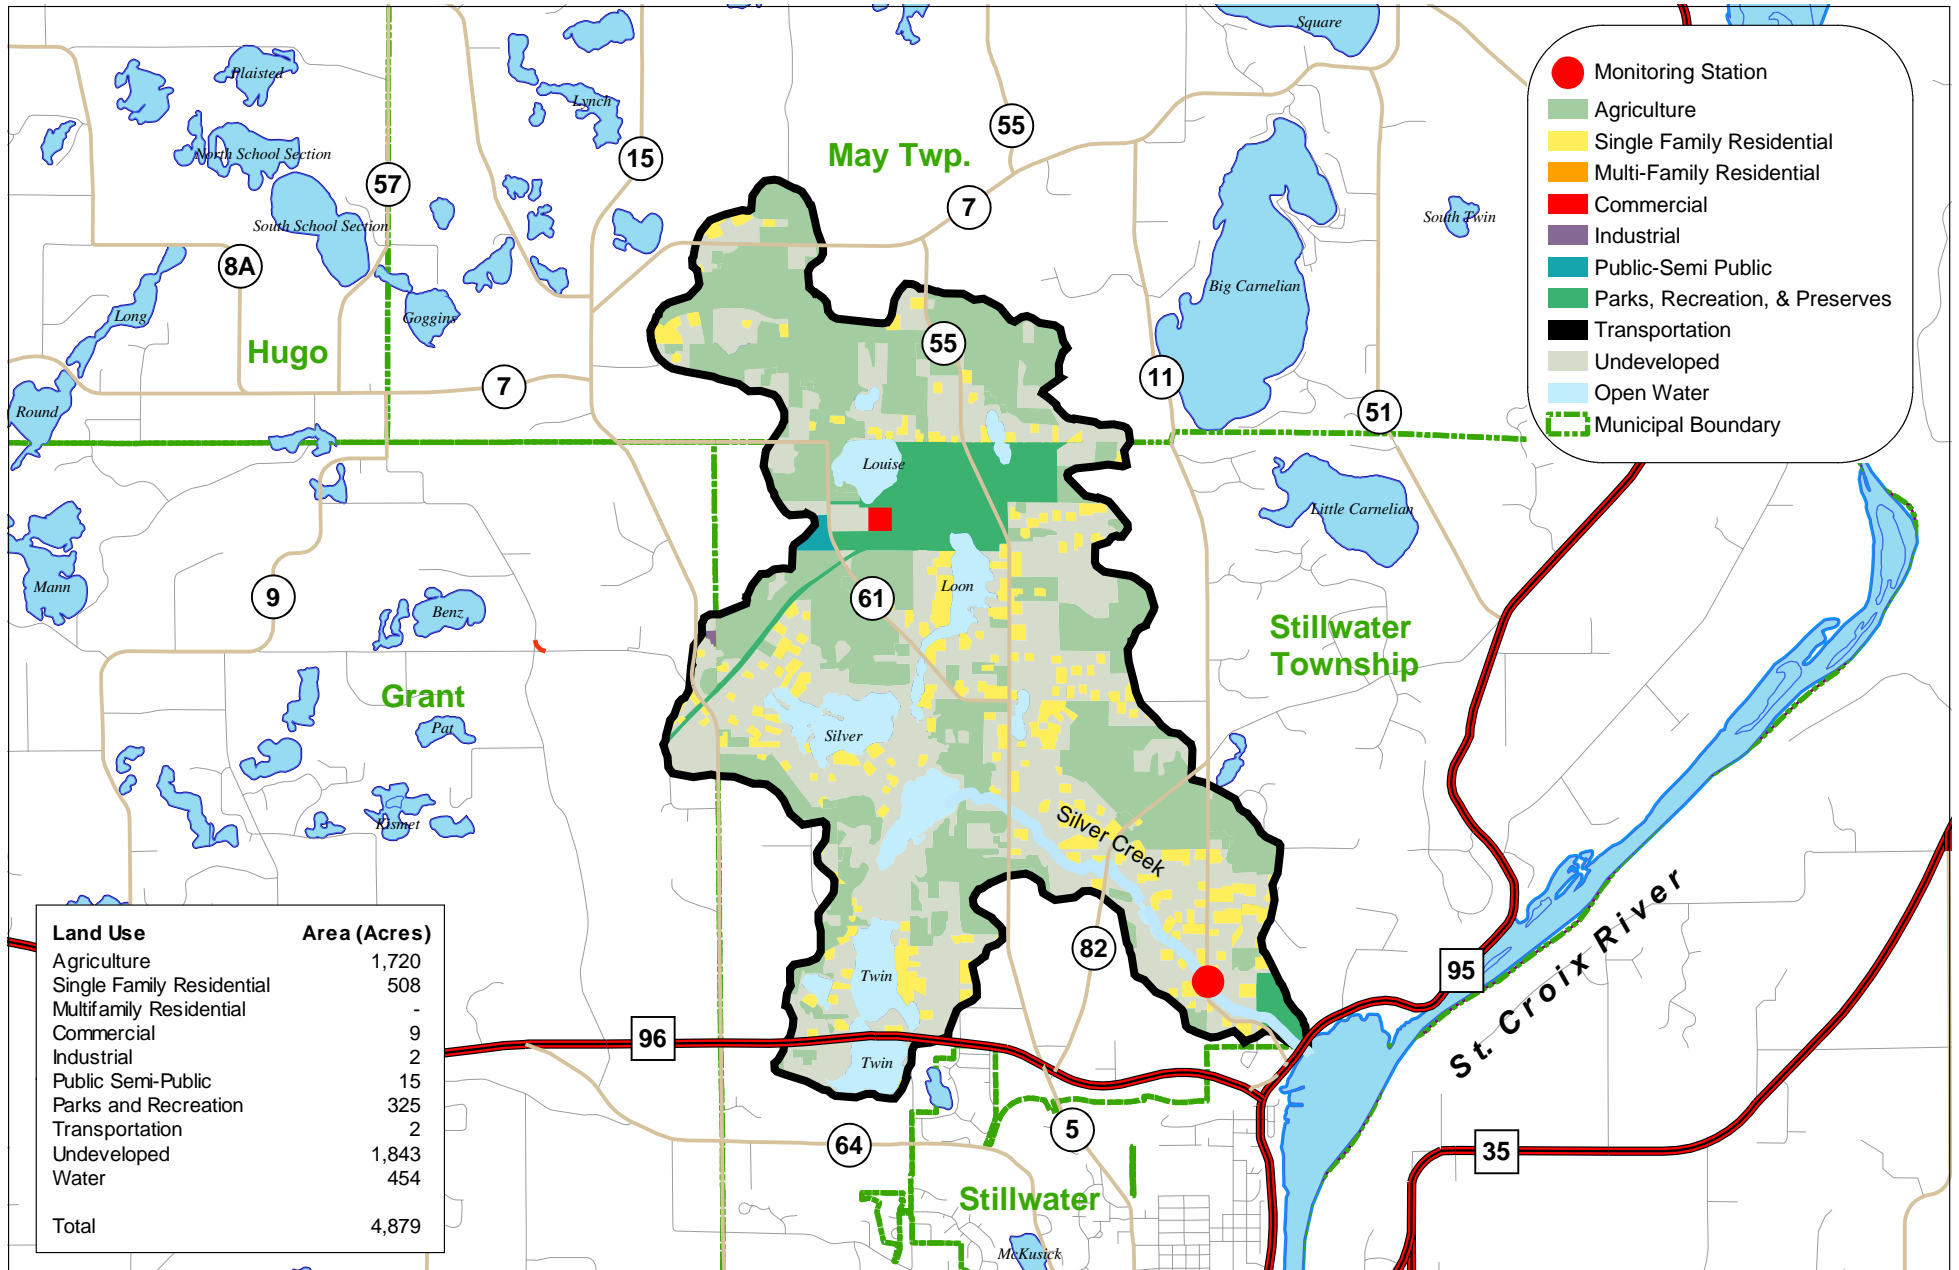 Square
Monitoring Station
Agriculture
Single Family Residential
Multi-Family Residential
Commercial
Industrial
Public-Semi Public
Parks, Recreation, & Preserves
Transportation
Undeveloped
Open Water
Municipal Boundary
Plaisted
Lynch
55
15
May Twp.
North School Section
57
7
South School Section
South Twin
8A
Big Carnelian
Long
Goggins
Hugo
55
7
11
Round
51
Louise
Little Carnelian
Mann
Loon
9
61
Benz
Stillwater
Township
Grant
Pat
Silver
Kismet
Silver Creek
St. Croix River
Land Use Area (Acres)
Agriculture 1,720
Single Family Residential 508
Multifamily Residential -
Commercial 9
Industrial 2
Public Semi-Public 15
Parks and Recreation 325
Transportation 2
Undeveloped 1,843
Water 454
Total 4,879
82
95
Twin
96
Twin
64
5
35
Stillwater
McKusick